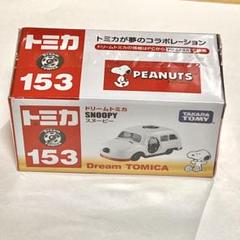 トミカ
153
トミカが夢のコラボレーション
PEANUTS
トミカ
153
ドリームトミカ
SNOOPY
スヌーピー
TAKARA
TOMY
Dream TOMICA